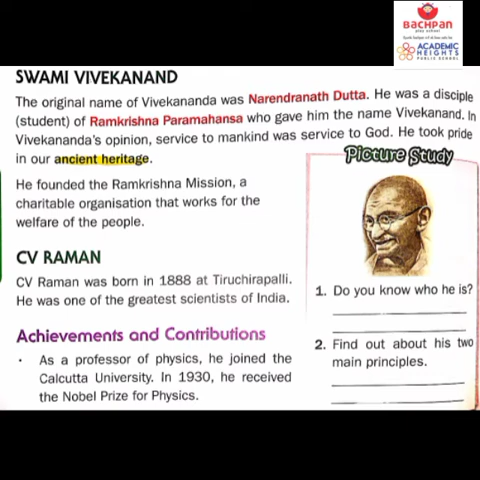 BACHPAN
play school
ACADEMIC
HEIGHTS
PUBLIC SCHOOL
SWAMI VIVEKANAND
The original name of Vivekananda was Narendranath Dutta. He was a disciple
(student) of Ramkrishna Paramahansa who gave him the name Vivekanand. In
Vivekananda's opinion, service to mankind was service to God. He took pride
in our ancient heritage.
He founded the Ramkrishna Mission, a
charitable organisation that works for the
welfare of the people.
CV RAMAN
CV Raman was born in 1888 at Tiruchirapalli.
He was one of the greatest scientists of India.
Achievements and Contributions
• As a professor of physics, he joined the
Calcutta University. In 1930, he received
the Nobel Prize for Physics.
Picture Study
1. Do you know who he is?
2. Find out about his two
main principles.